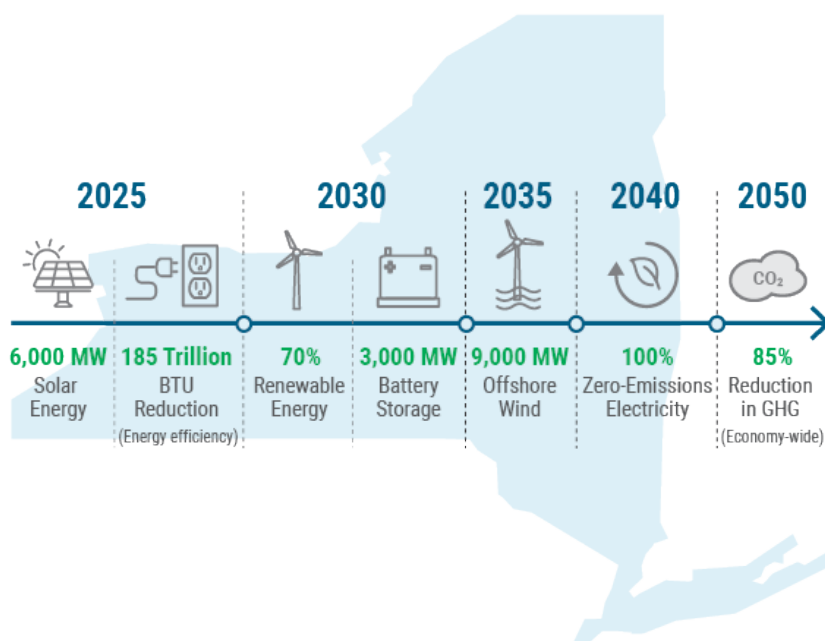 2025
2030
2035
2040
2050
CO₂
6,000 MW
Solar
Energy
185 Trillion
BTU
Reduction
(Energy efficiency)
70%
Renewable
Energy
3,000 MW
Battery
Storage
9,000 MW
Offshore
Wind
100%
Zero-Emissions
Electricity
85%
Reduction
in GHG
(Economy-wide)